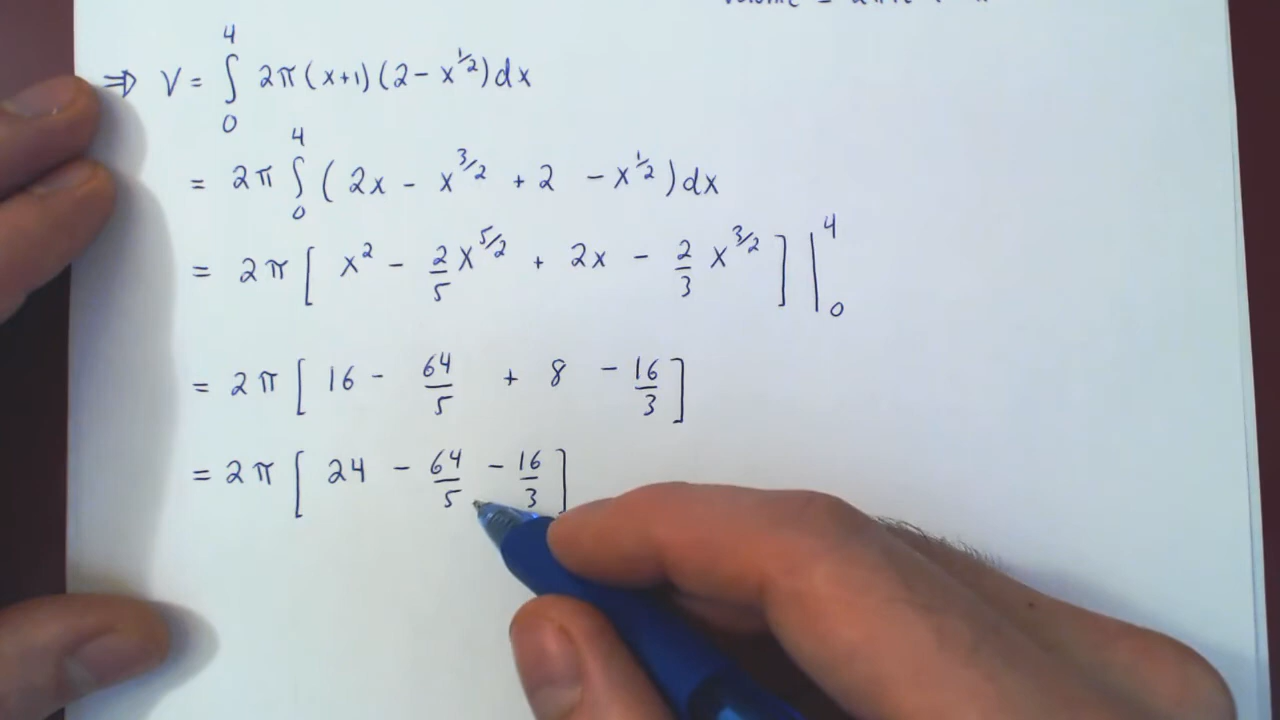 ⇒ V = ∫₀⁴ 2π(x+1)(2 − x^{1/2})dx
= 2π ∫₀⁴ (2x − x^{3/2} + 2 − x^{1/2})dx
= 2π[x² − 2/5 x^{5/2} + 2x − 2/3 x^{3/2}]|₀⁴
= 2π[16 − 64/5 + 8 − 16/3]
= 2π[24 − 64/5 − 16/3]